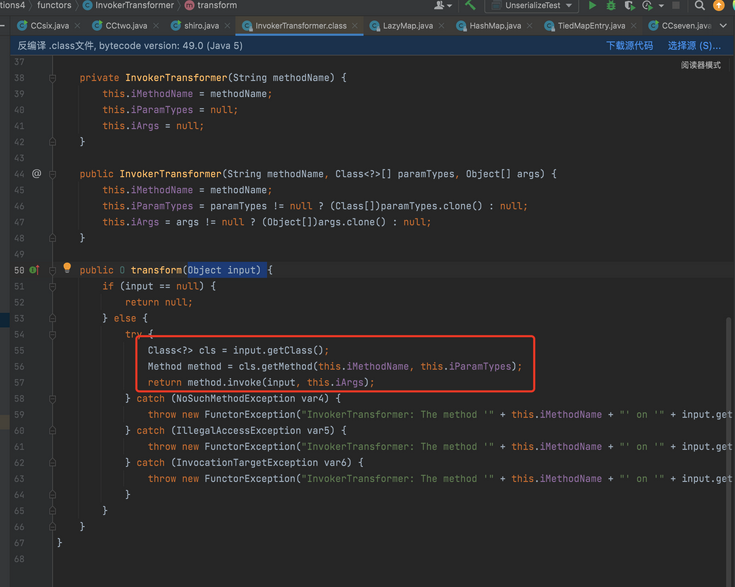 tions4 functors InvokerTransformer transform UnserializeTest
CCsix.java CCtwo.java shiro.java InvokerTransformer.class LazyMap.java HashMap.java TiedMapEntry.java CCseven.java
反编译 .class文件, bytecode version: 49.0 (Java 5) 下载源代码 选择源 (S)...
37 阅读器模式
38 private InvokerTransformer(String methodName) {
39 this.iMethodName = methodName;
40 this.iParamTypes = null;
41 this.iArgs = null;
42 }
43
44 @ public InvokerTransformer(String methodName, Class<?>[] paramTypes, Object[] args) {
45 this.iMethodName = methodName;
46 this.iParamTypes = paramTypes != null ? (Class[])paramTypes.clone() : null;
47 this.iArgs = args != null ? (Object[])args.clone() : null;
48 }
49
50 public O transform(Object input) {
51 if (input == null) {
52 return null;
53 } else {
54 try {
55 Class<?> cls = input.getClass();
56 Method method = cls.getMethod(this.iMethodName, this.iParamTypes);
57 return method.invoke(input, this.iArgs);
58 } catch (NoSuchMethodException var4) {
59 throw new FunctorException("InvokerTransformer: The method '" + this.iMethodName + "' on '" + input.get
60 } catch (IllegalAccessException var5) {
61 throw new FunctorException("InvokerTransformer: The method '" + this.iMethodName + "' on '" + input.get
62 } catch (InvocationTargetException var6) {
63 throw new FunctorException("InvokerTransformer: The method '" + this.iMethodName + "' on '" + input.get
64 }
65 }
66 }
67 }
68